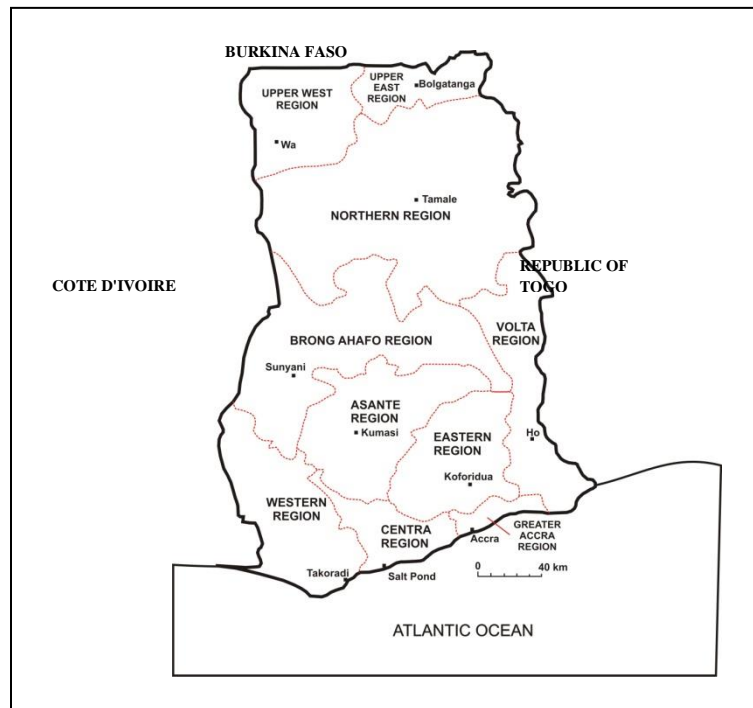 BURKINA FASO
UPPER WEST
REGION
UPPER
EAST
REGION
Bolgatanga
Wa
Tamale
NORTHERN REGION
COTE D'IVOIRE
REPUBLIC OF
TOGO
VOLTA
REGION
BRONG AHAFO REGION
Sunyani
ASANTE
REGION
Kumasi
EASTERN
REGION
Ho
Koforidua
WESTERN
REGION
CENTRA
REGION
Accra
GREATER
ACCRA
REGION
Takoradi
Salt Pond
0 40 km
ATLANTIC OCEAN